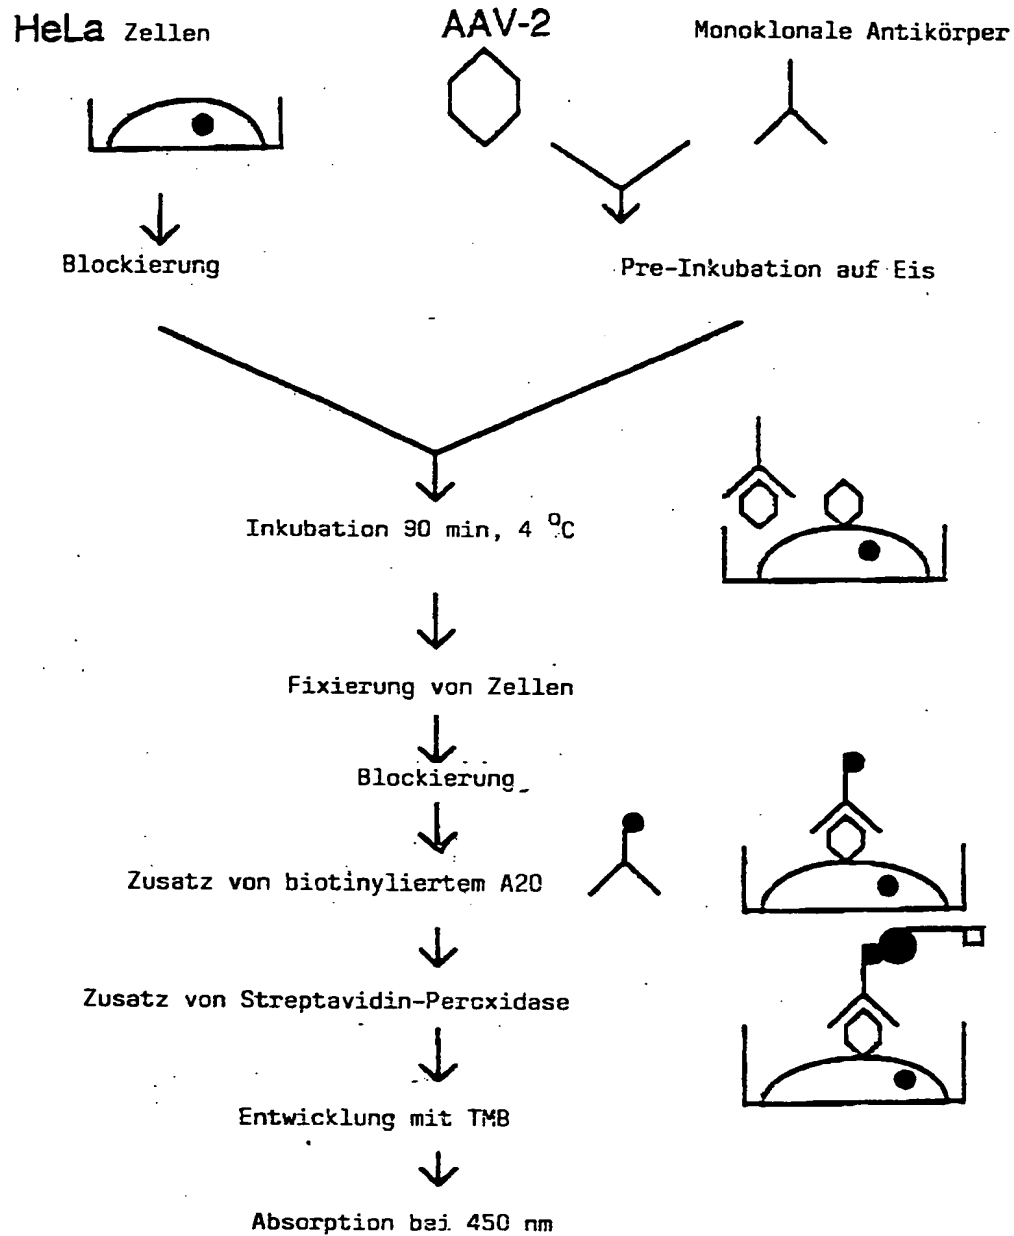 HeLa Zellen
AAV-2
Monoklonale Antikörper
Blockierung
Pre-Inkubation auf Eis
Inkubation 90 min, 4 °C
Fixierung von Zellen
Blockierung
Zusatz von biotinyliertem A20
Zusatz von Streptavidin-Peroxidase
Entwicklung mit TMB
Absorption bei 450 nm